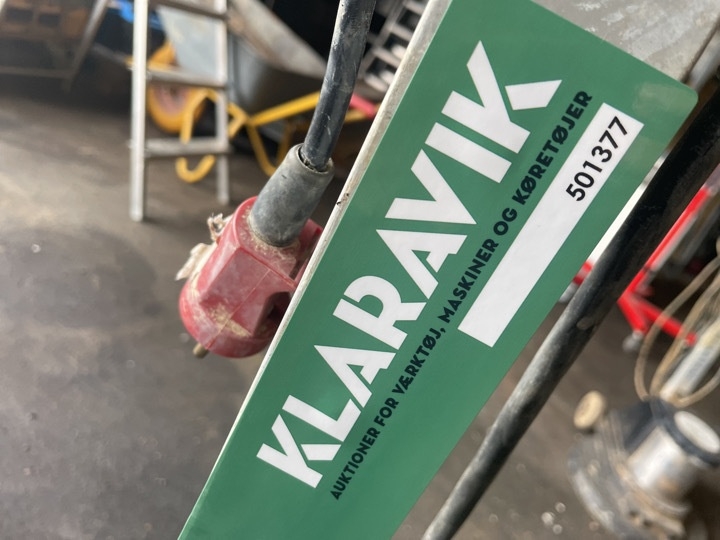 KLARAVIK
AUKTIONER FOR VÆRKTØJ, MASKINER OG KØRETØJER
501377